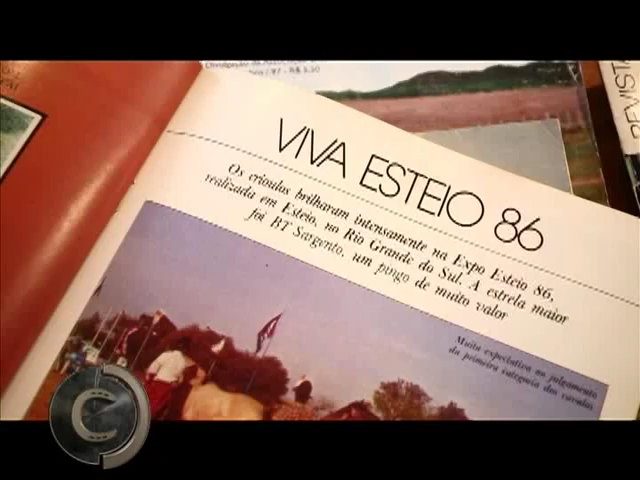 VIVA ESTEIO 86
Os crioulos brilharam intensamente na Expo Esteio 86,
realizada em Esteio, no Rio Grande do Sul. A estrela maior
foi BT Sargento, um pingo de muito valor
Muita expectativa no julgamento
da primeira categoria dos cavalos
REVISTA